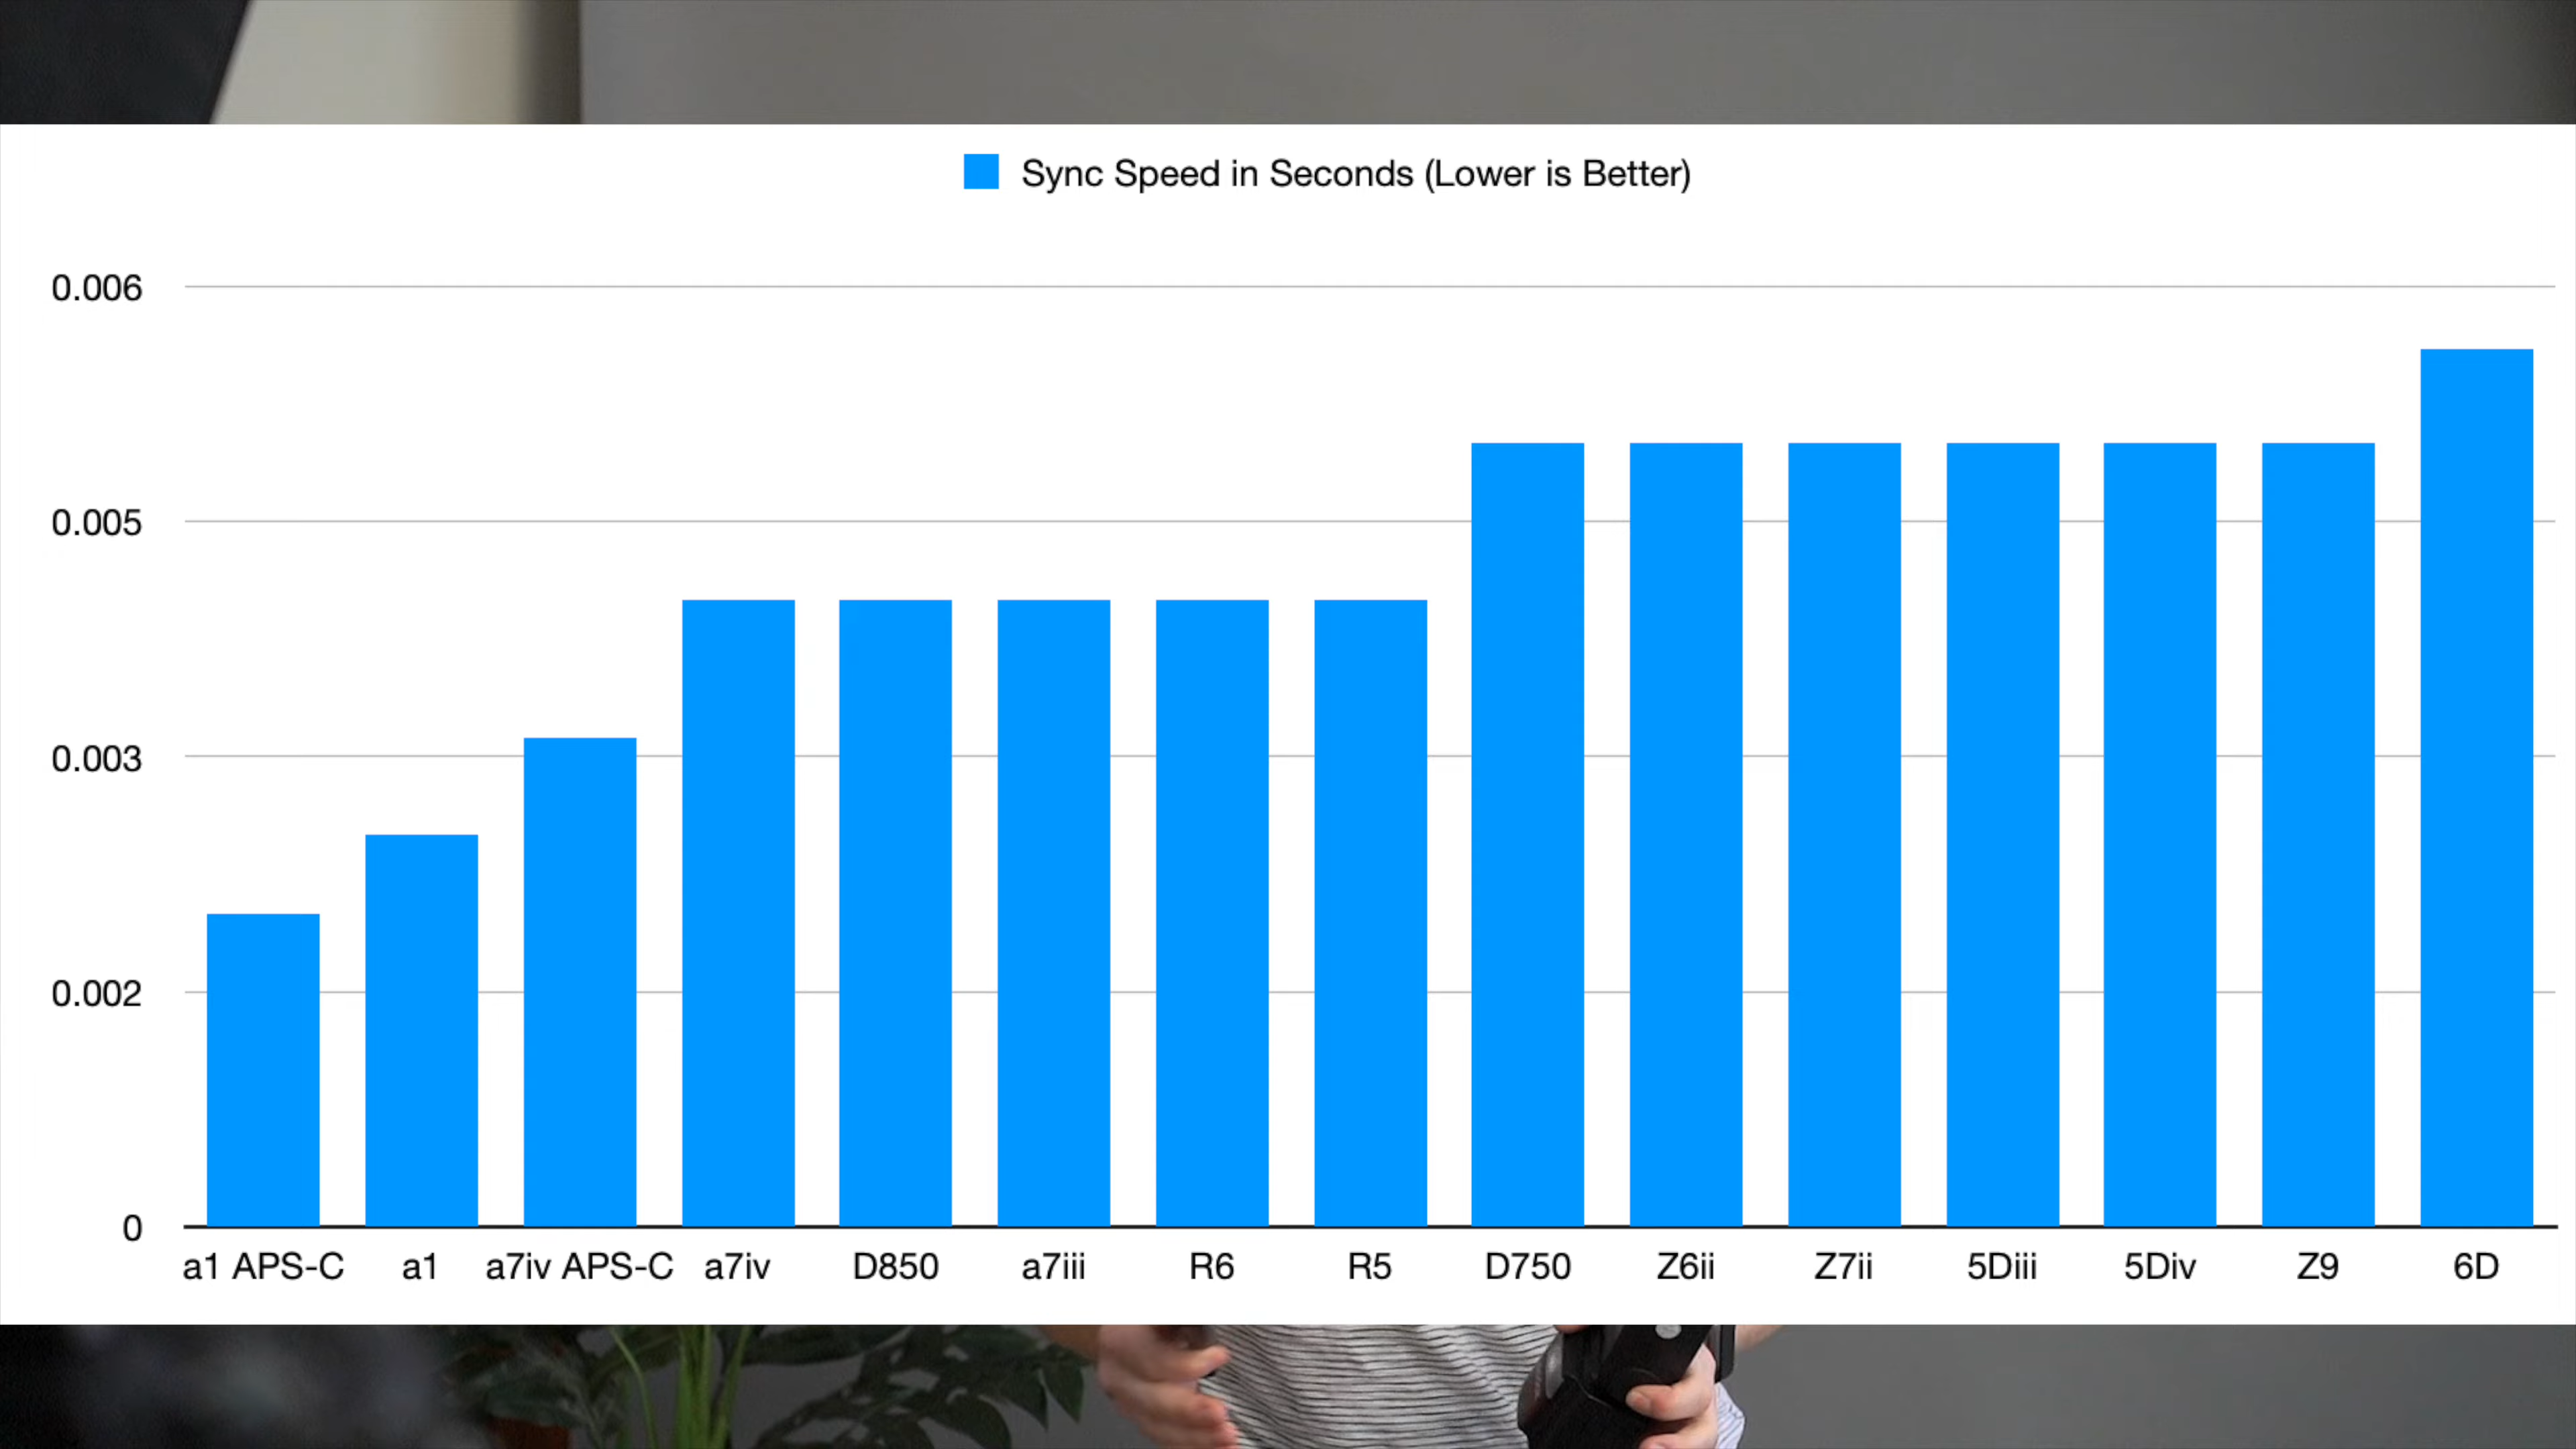 Sync Speed in Seconds (Lower is Better)
0.006
0.005
0.003
0.002
0
a1 APS-C a1 a7iv APS-C a7iv D850 a7iii R6 R5 D750 Z6ii Z7ii 5Diii 5Div Z9 6D